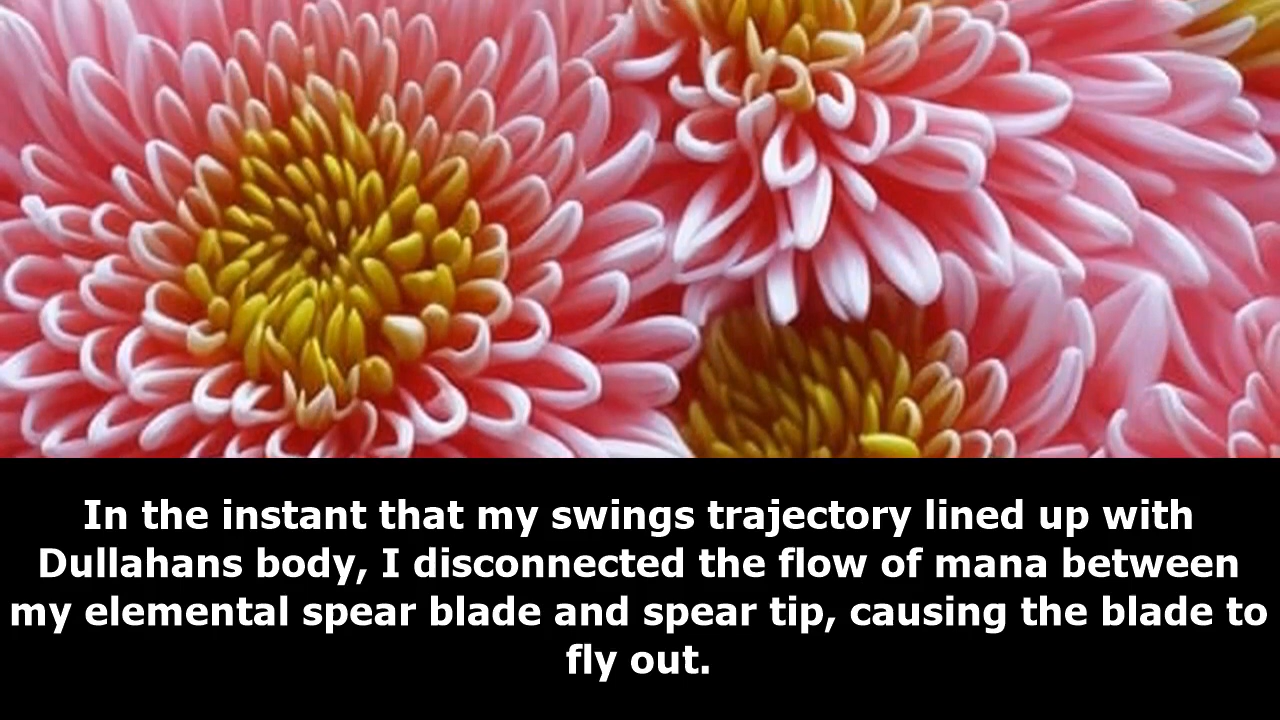 In the instant that my swings trajectory lined up with
Dullahans body, I disconnected the flow of mana between
my elemental spear blade and spear tip, causing the blade to
fly out.